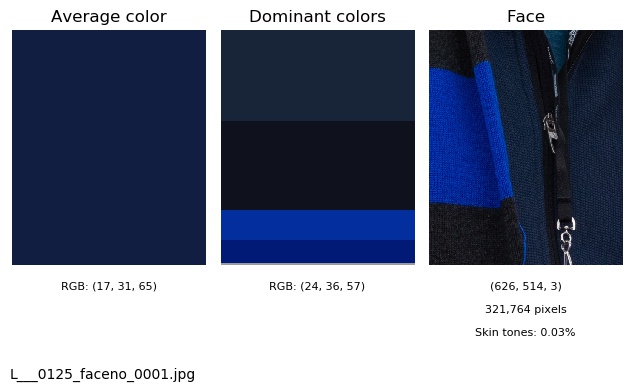 Average color
Dominant colors
Face
RGB: (17, 31, 65)
RGB: (24, 36, 57)
(626, 514, 3)
321,764 pixels
Skin tones: 0.03%
L___0125_faceno_0001.jpg